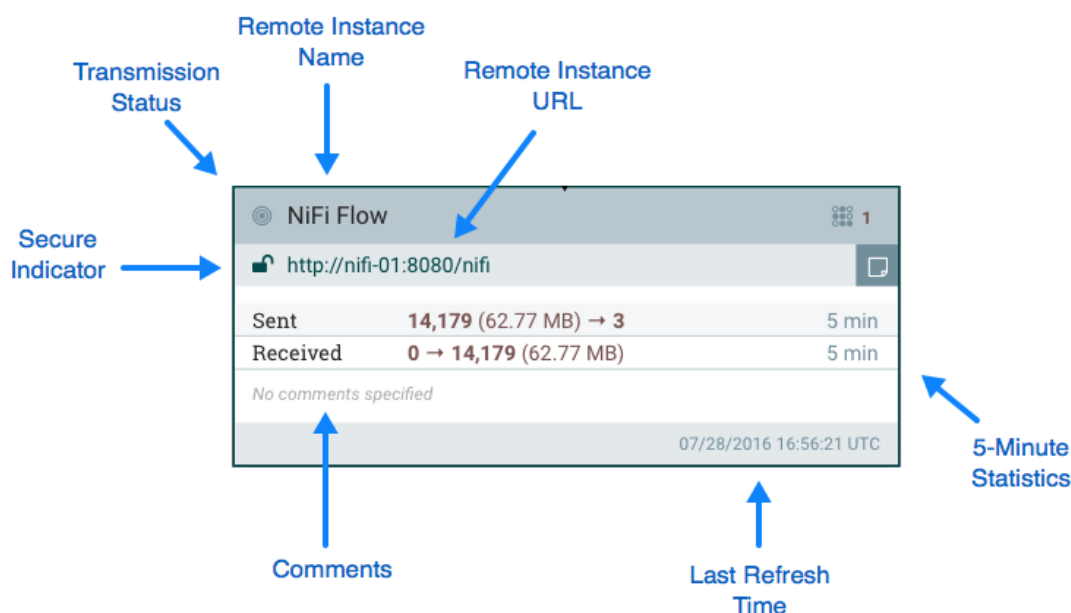 Remote Instance
Name
Transmission
Status
Remote Instance
URL
NiFi Flow
1
Secure
Indicator
http://nifi-01:8080/nifi
Sent 14,179 (62.77 MB) → 3 5 min
Received 0 → 14,179 (62.77 MB) 5 min
No comments specified
07/28/2016 16:56:21 UTC
5-Minute
Statistics
Comments
Last Refresh
Time